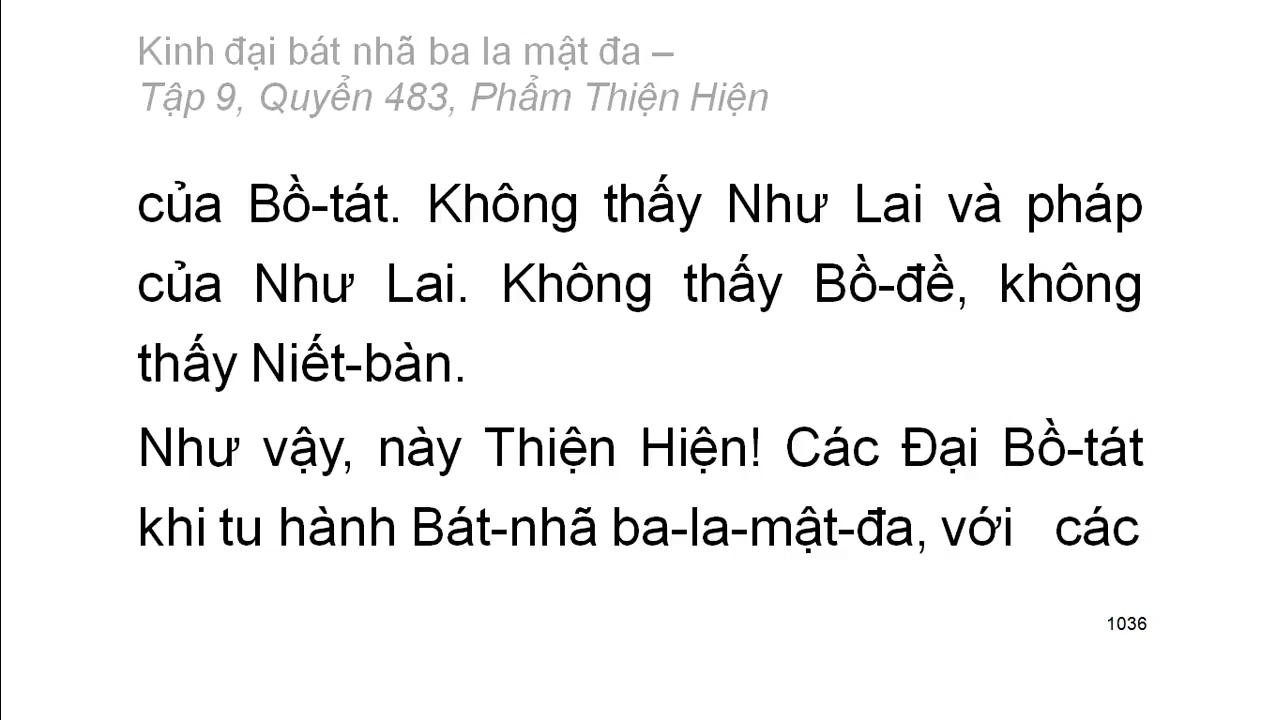 Kinh đại bát nhã ba la mật đa –
Tập 9, Quyển 483, Phẩm Thiện Hiện
của Bồ-tát. Không thấy Như Lai và pháp
của Như Lai. Không thấy Bồ-đề, không
thấy Niết-bàn.
Như vậy, này Thiện Hiện! Các Đại Bồ-tát
khi tu hành Bát-nhã ba-la-mật-đa, với các
1036